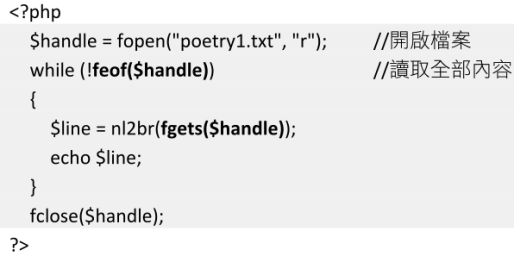 <?php
$handle = fopen("poetry1.txt", "r"); //開啟檔案
while (!feof($handle)) //讀取全部內容
{
$line = nl2br(fgets($handle));
echo $line;
}
fclose($handle);
?>